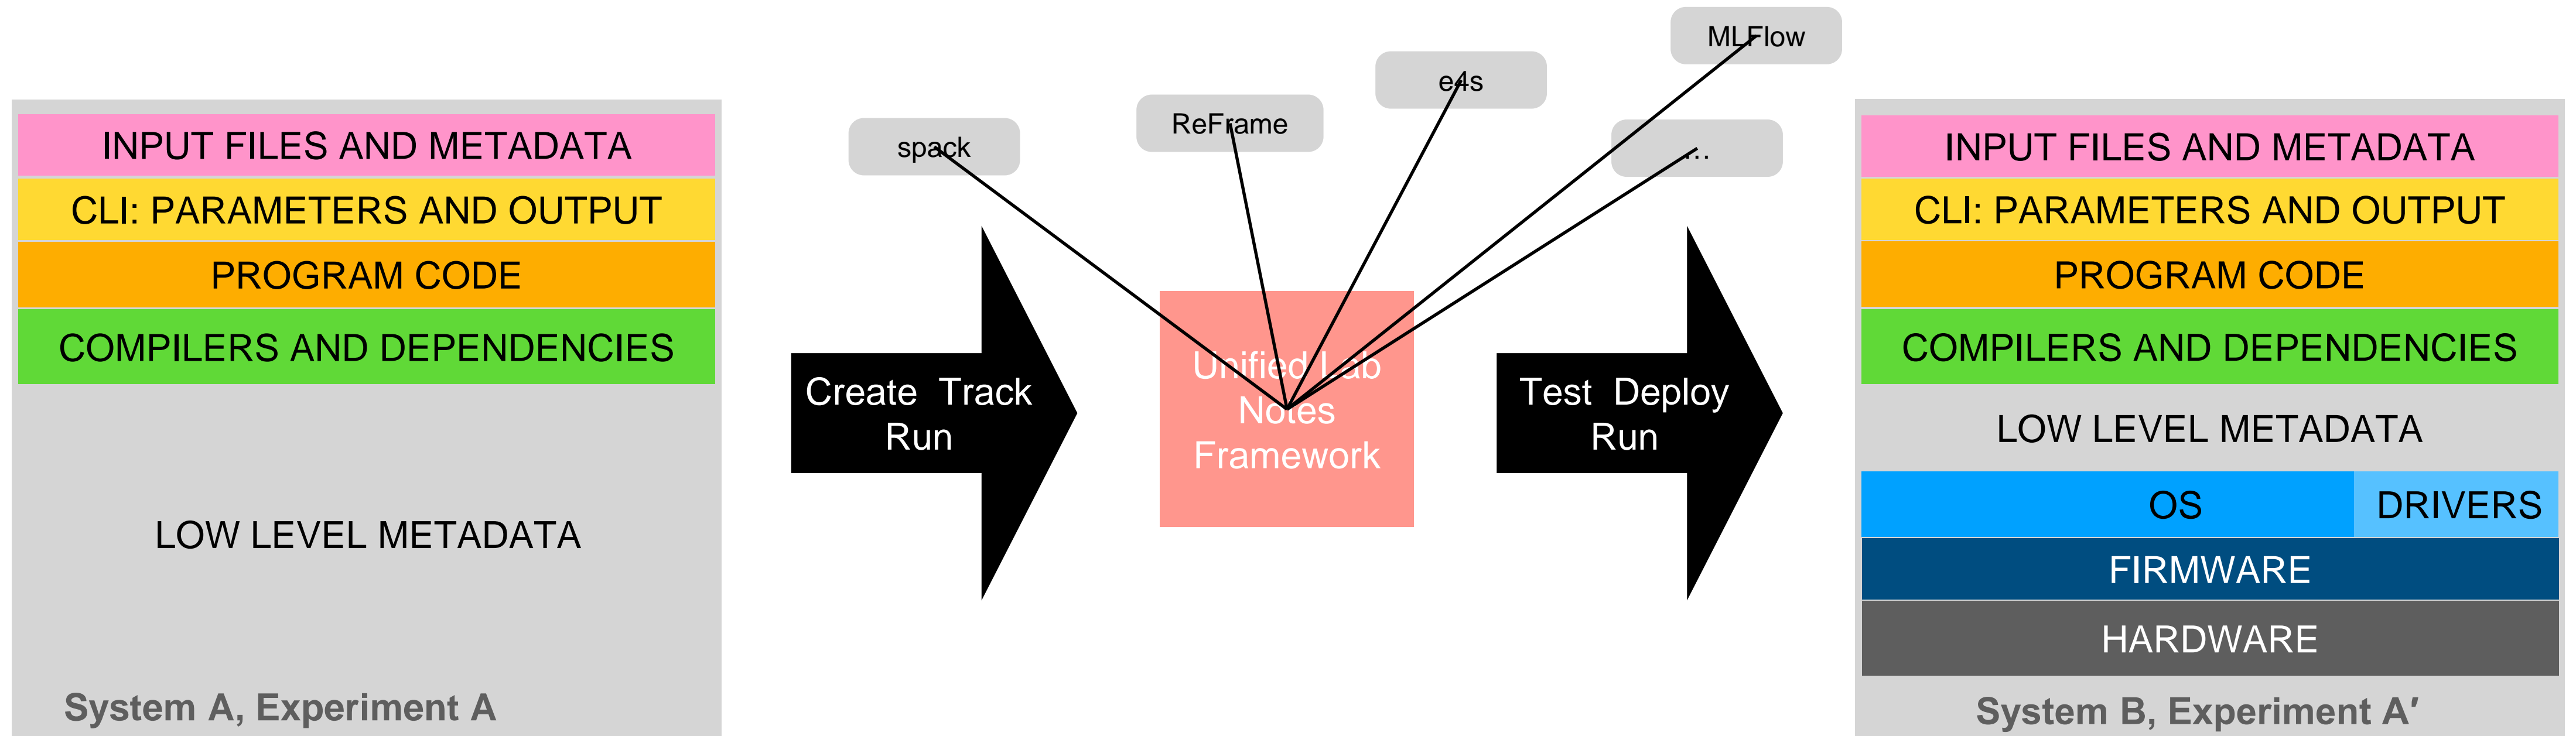 INPUT FILES AND METADATA
CLI: PARAMETERS AND OUTPUT
PROGRAM CODE
COMPILERS AND DEPENDENCIES
LOW LEVEL METADATA
System A, Experiment A
spack
ReFrame
e4s
MLFlow
...
Create Track
Run
Unified Lab
Notes
Framework
Test Deploy
Run
INPUT FILES AND METADATA
CLI: PARAMETERS AND OUTPUT
PROGRAM CODE
COMPILERS AND DEPENDENCIES
LOW LEVEL METADATA
OS
DRIVERS
FIRMWARE
HARDWARE
System B, Experiment A′